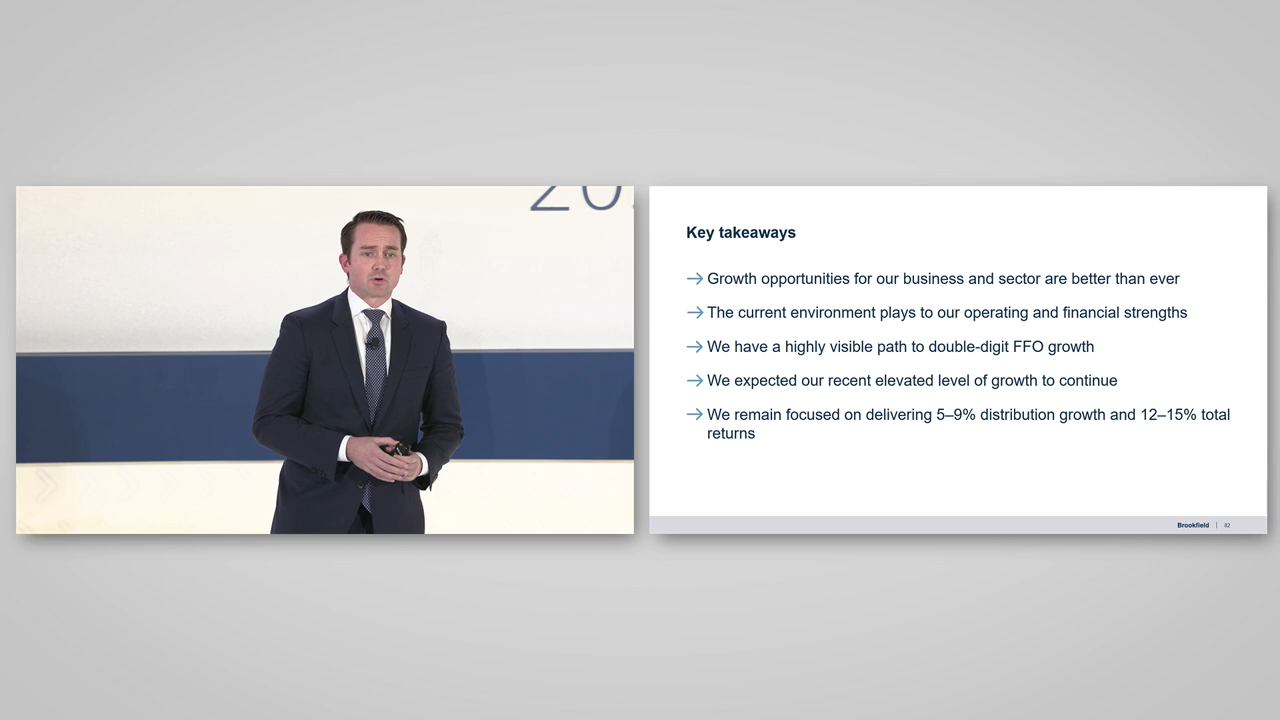 20
Key takeaways
→ Growth opportunities for our business and sector are better than ever
→ The current environment plays to our operating and financial strengths
→ We have a highly visible path to double-digit FFO growth
→ We expected our recent elevated level of growth to continue
→ We remain focused on delivering 5–9% distribution growth and 12–15% total
returns
Brookfield | 82